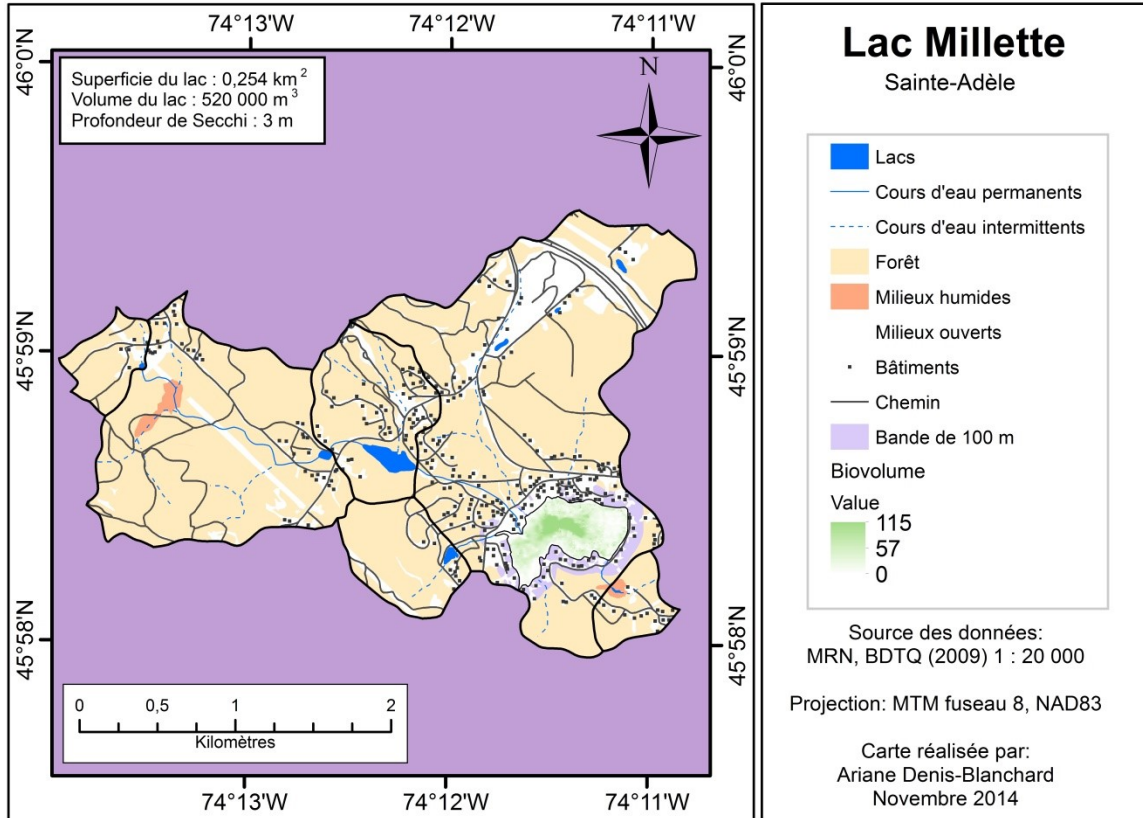 74°13'W 74°12'W 74°11'W
46°0'N
46°0'N
Superficie du lac : 0,254 km²
Volume du lac : 520 000 m³
Profondeur de Secchi : 3 m
N
45°59'N
45°59'N
45°58'N
45°58'N
0 0,5 1 2
Kilomètres
74°13'W 74°12'W 74°11'W
Lac Millette
Sainte-Adèle
Lacs
Cours d'eau permanents
Cours d'eau intermittents
Forêt
Milieux humides
Milieux ouverts
Bâtiments
Chemin
Bande de 100 m
Biovolume
Value
115
57
0
Source des données:
MRN, BDTQ (2009) 1 : 20 000
Projection: MTM fuseau 8, NAD83
Carte réalisée par:
Ariane Denis-Blanchard
Novembre 2014